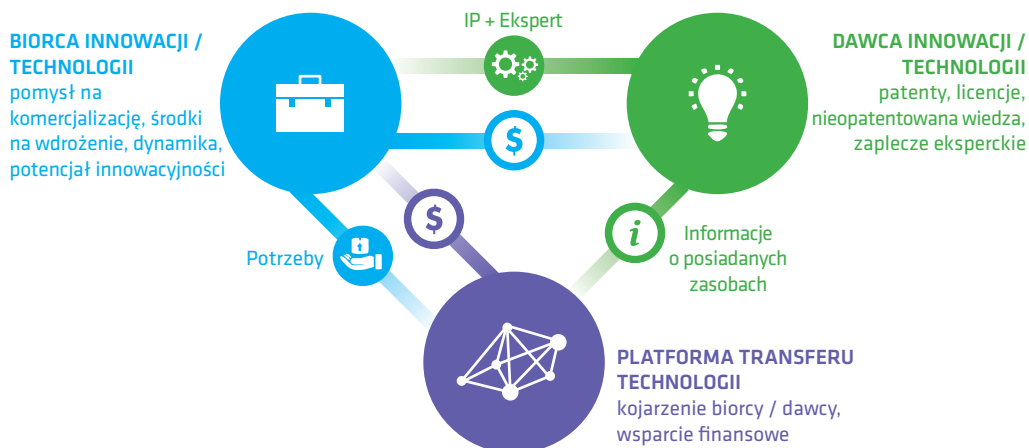 IP + Ekspert
BIORCA INNOWACJI /
TECHNOLOGII
pomysł na
komercjalizację, środki
na wdrożenie, dynamika,
potencjał innowacyjności
DAWCA INNOWACJI /
TECHNOLOGII
patenty, licencje,
nieopatentowana wiedza,
zaplecze eksperckie
$
$
i
Potrzeby
Informacje
o posiadanych
zasobach
PLATFORMA TRANSFERU
TECHNOLOGII
kojarzenie biorcy / dawcy,
wsparcie finansowe